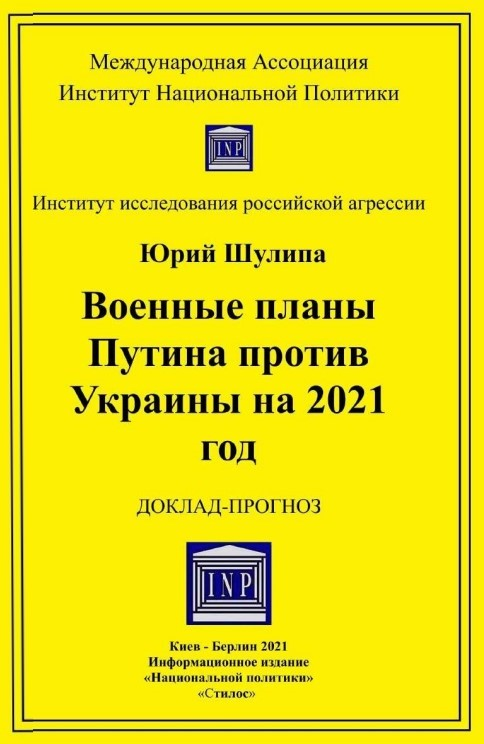 Международная Ассоциация
Институт Национальной Политики
INP
Институт исследования российской агрессии
Юрий Шулипа
Военные планы
Путина против
Украины на 2021
год
ДОКЛАД-ПРОГНОЗ
INP
Киев - Берлин 2021
Информационное издание
«Национальной политики»
«Стилос»